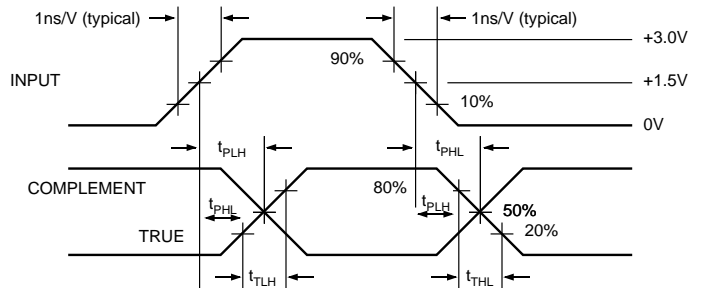 1ns/V (typical)
1ns/V (typical)
+3.0V
90%
INPUT
+1.5V
10%
0V
tPLH
tPHL
COMPLEMENT
80%
tPHL
tPLH
50%
TRUE
20%
tTLH
tTHL